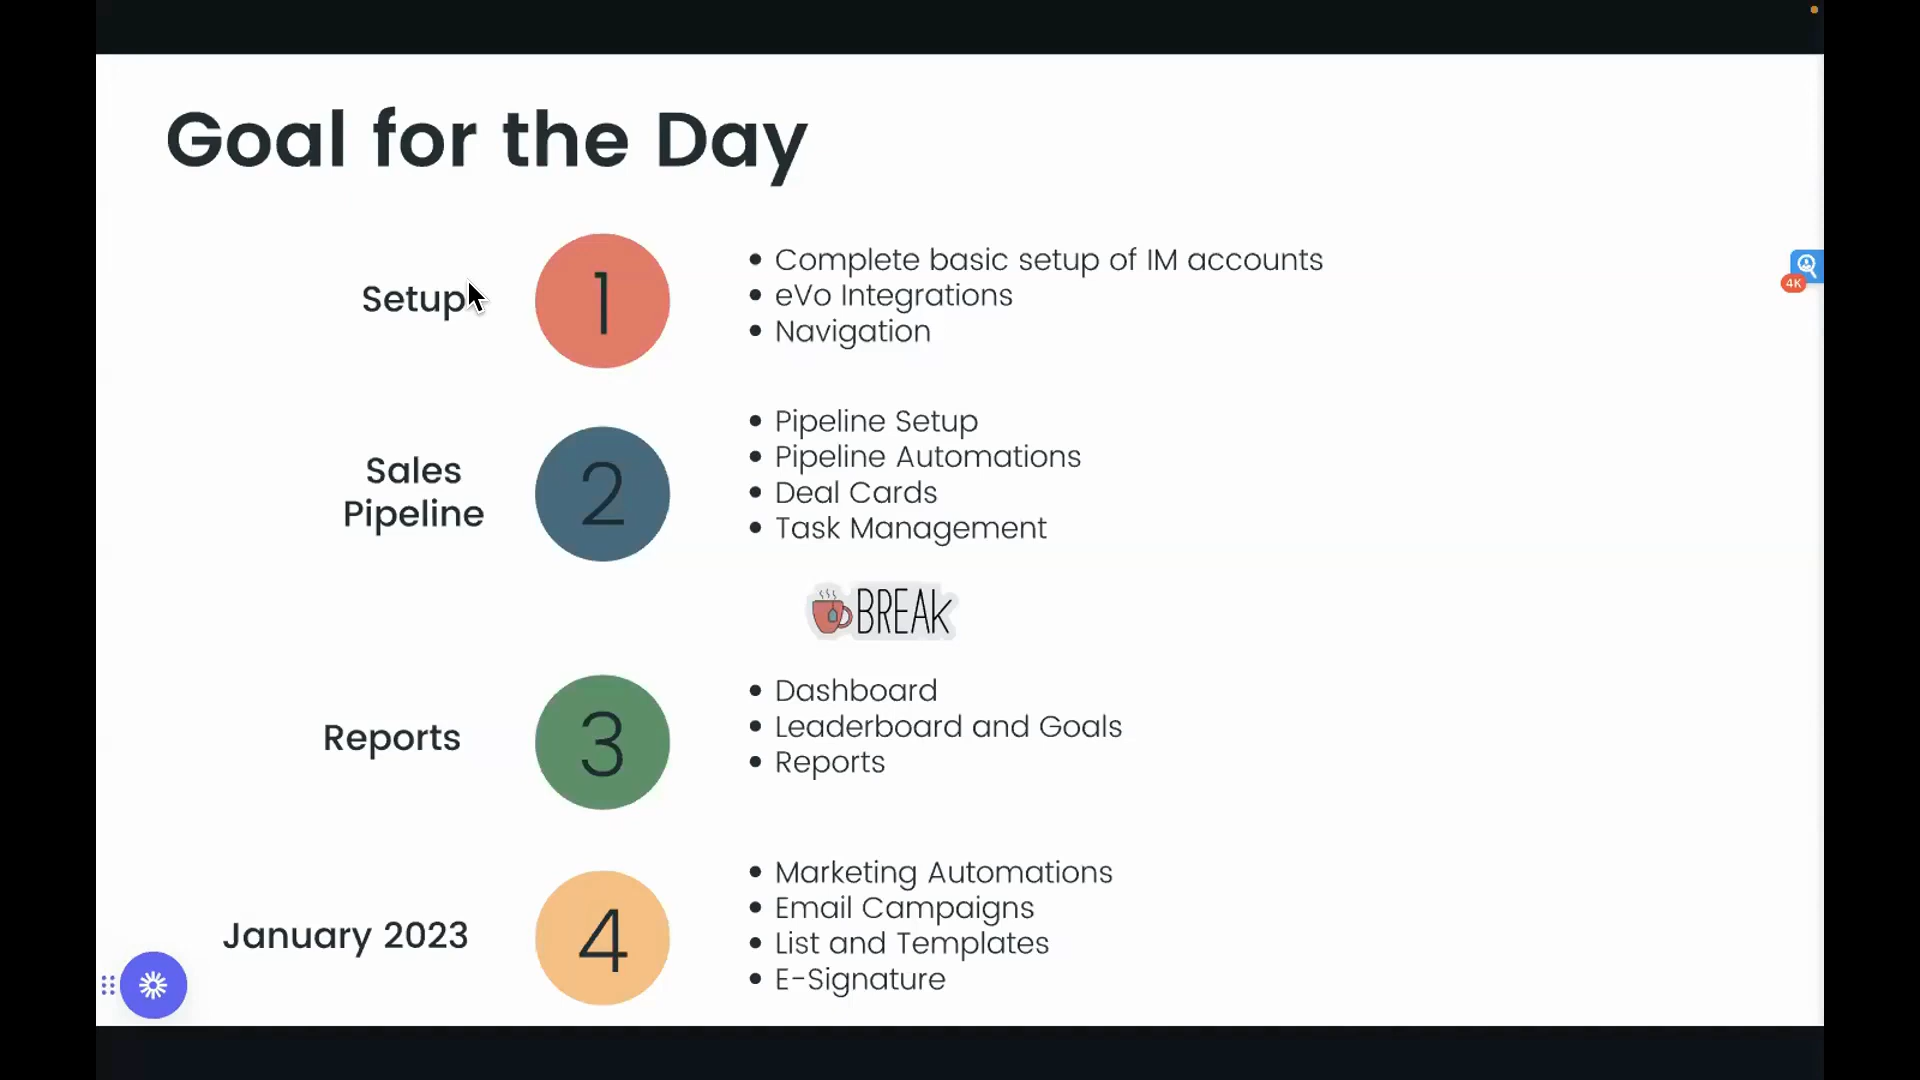 Goal for the Day
Setup
1
• Complete basic setup of IM accounts
• eVo Integrations
• Navigation
Sales
Pipeline
2
• Pipeline Setup
• Pipeline Automations
• Deal Cards
• Task Management
BREAK
Reports
3
• Dashboard
• Leaderboard and Goals
• Reports
January 2023
4
• Marketing Automations
• Email Campaigns
• List and Templates
• E-Signature
4K